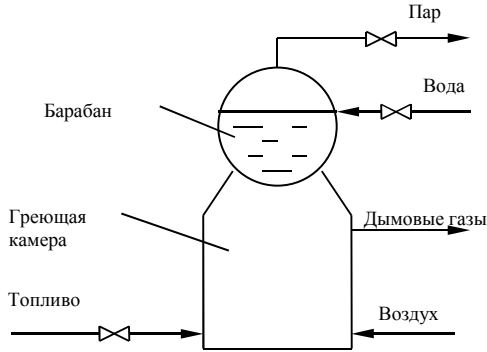 Пар
Вода
Барабан
Греющая
камера
Дымовые газы
Топливо
Воздух